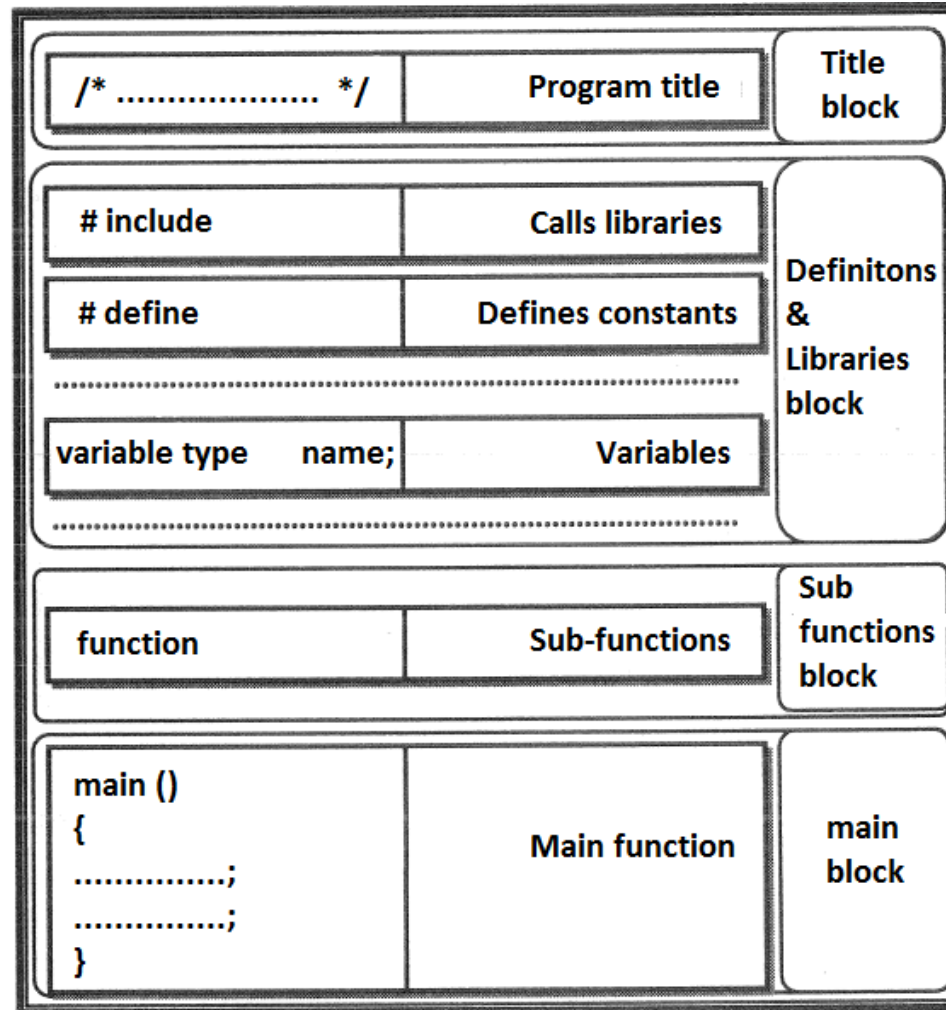 /* .................... */ Program title
Title
block
# include Calls libraries
# define Defines constants
variable type name; Variables
Definitons
&
Libraries
block
function Sub-functions
Sub
functions
block
main ()
{
...............;
...............;
}
Main function
main
block